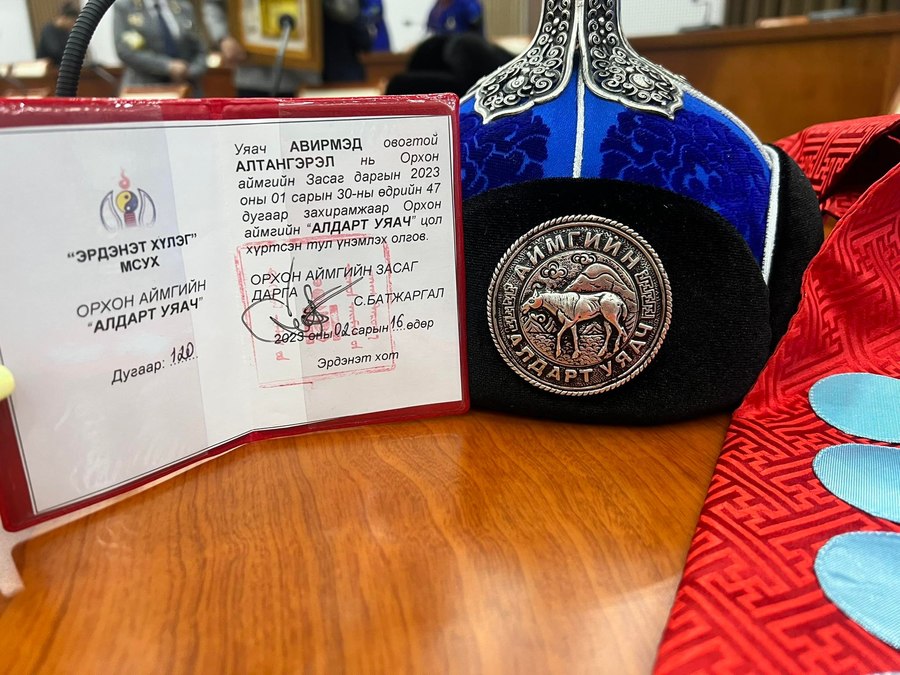 “ЭРДЭНЭТ ХҮЛЭГ”
МСУХ
ОРХОН АЙМГИЙН
“АЛДАРТ УЯАЧ”
Дугаар: 120
Уяач АВИРМЭД овогтой
АЛТАНГЭРЭЛ нь Орхон
аймгийн Засаг даргын 2023
оны 01 сарын 30-ны өдрийн 47
дугаар захирамжаар Орхон
аймгийн “АЛДАРТ УЯАЧ” цол
хүртсэн тул үнэмлэх олгов.
ОРХОН АЙМГИЙН ЗАСАГ
ДАРГА С.БАТЖАРГАЛ
2023 оны 02 сарын 16 өдөр
Эрдэнэт хот
АЙМГИЙН
АЛДАРТ УЯАЧ